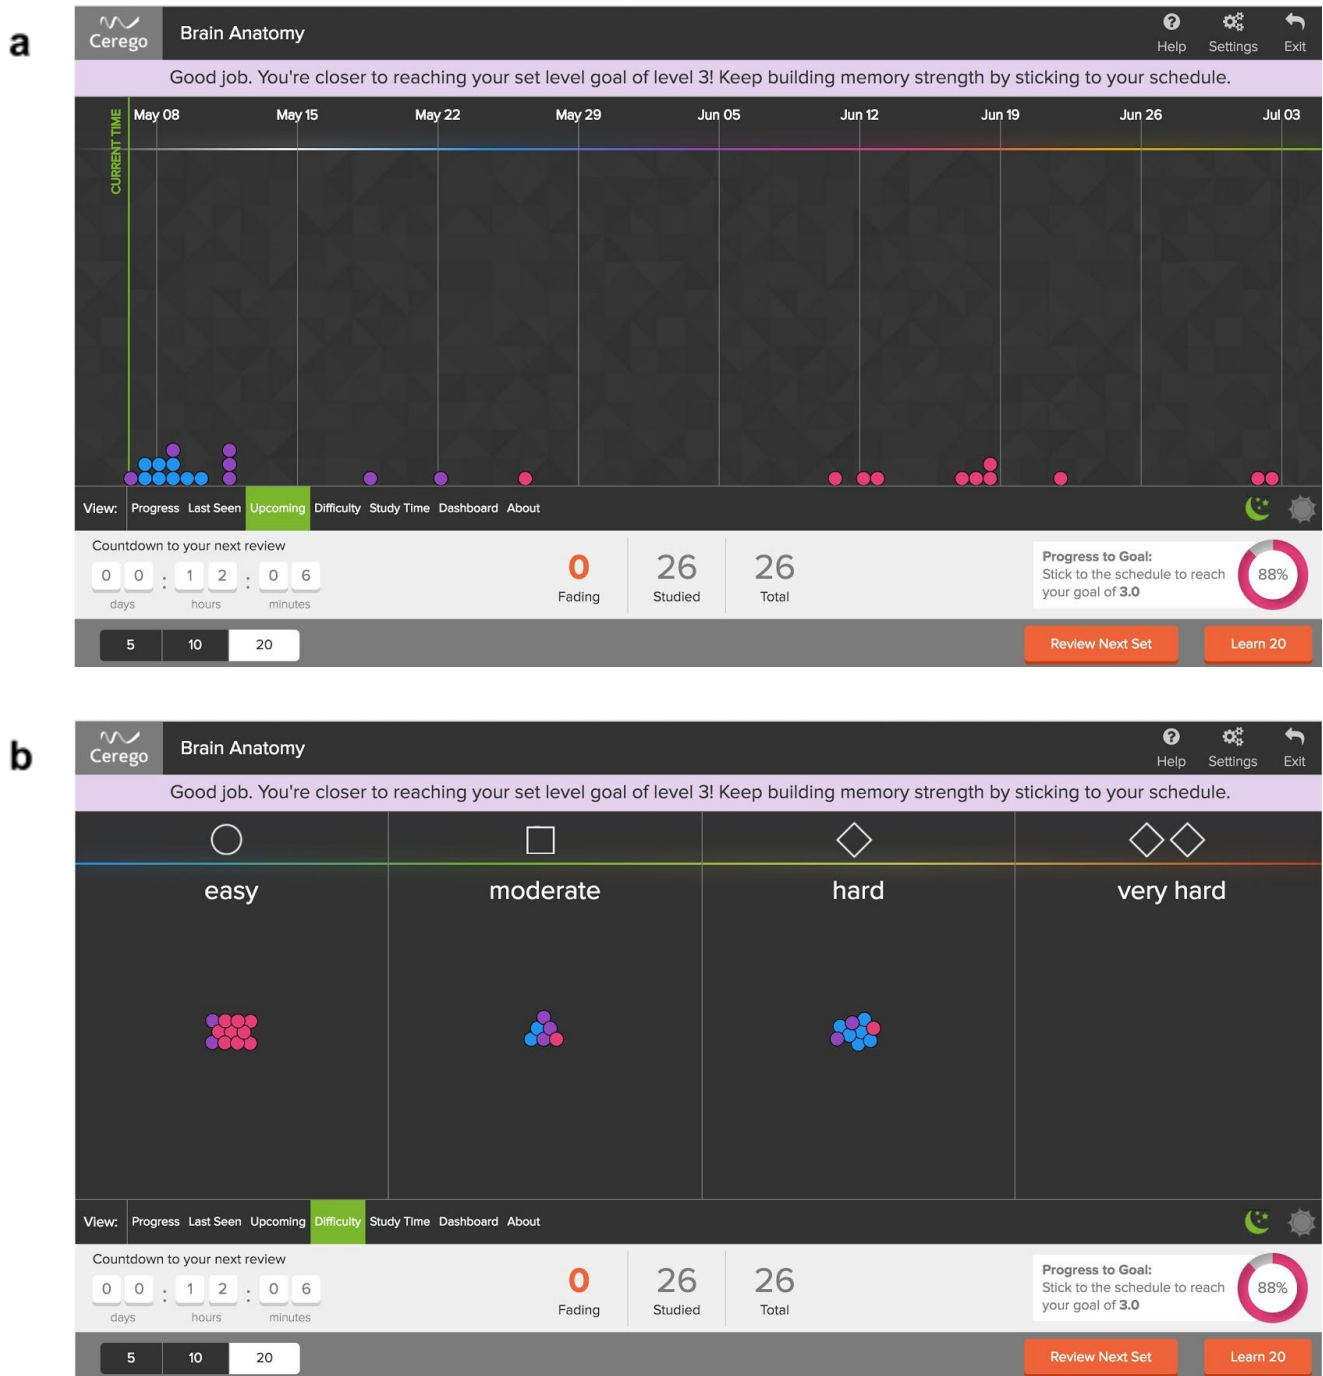 a
Cerego
Brain Anatomy
Help
Settings
Exit
Good job. You're closer to reaching your set level goal of level 3! Keep building memory strength by sticking to your schedule.
CURRENT TIME
May 08
May 15
May 22
May 29
Jun 05
Jun 12
Jun 19
Jun 26
Jul 03
View:
Progress
Last Seen
Upcoming
Difficulty
Study Time
Dashboard
About
Countdown to your next review
0 0 : 1 2 : 0 6
days
hours
minutes
0
Fading
26
Studied
26
Total
Progress to Goal:
Stick to the schedule to reach
your goal of 3.0
88%
5
10
20
Review Next Set
Learn 20
b
Cerego
Brain Anatomy
Help
Settings
Exit
Good job. You're closer to reaching your set level goal of level 3! Keep building memory strength by sticking to your schedule.
easy
moderate
hard
very hard
View:
Progress
Last Seen
Upcoming
Difficulty
Study Time
Dashboard
About
Countdown to your next review
0 0 : 1 2 : 0 6
days
hours
minutes
0
Fading
26
Studied
26
Total
Progress to Goal:
Stick to the schedule to reach
your goal of 3.0
88%
5
10
20
Review Next Set
Learn 20